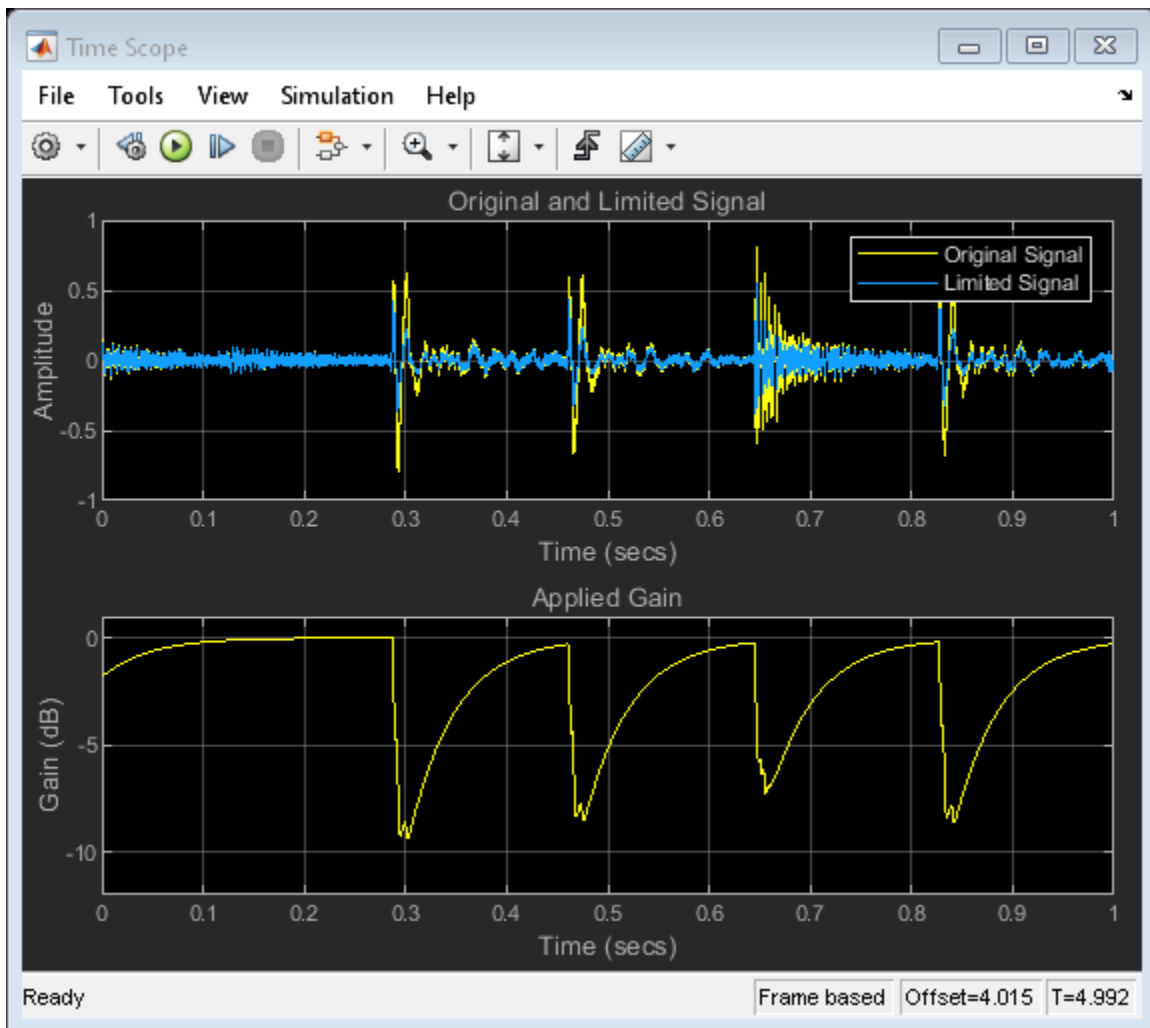 Time Scope
File Tools View Simulation Help
Original and Limited Signal
Original Signal
Limited Signal
Amplitude
1
0.5
0
-0.5
-1
0 0.1 0.2 0.3 0.4 0.5 0.6 0.7 0.8 0.9 1
Time (secs)
Applied Gain
Gain (dB)
0
-5
-10
0 0.1 0.2 0.3 0.4 0.5 0.6 0.7 0.8 0.9 1
Time (secs)
Ready Frame based Offset=4.015 T=4.992